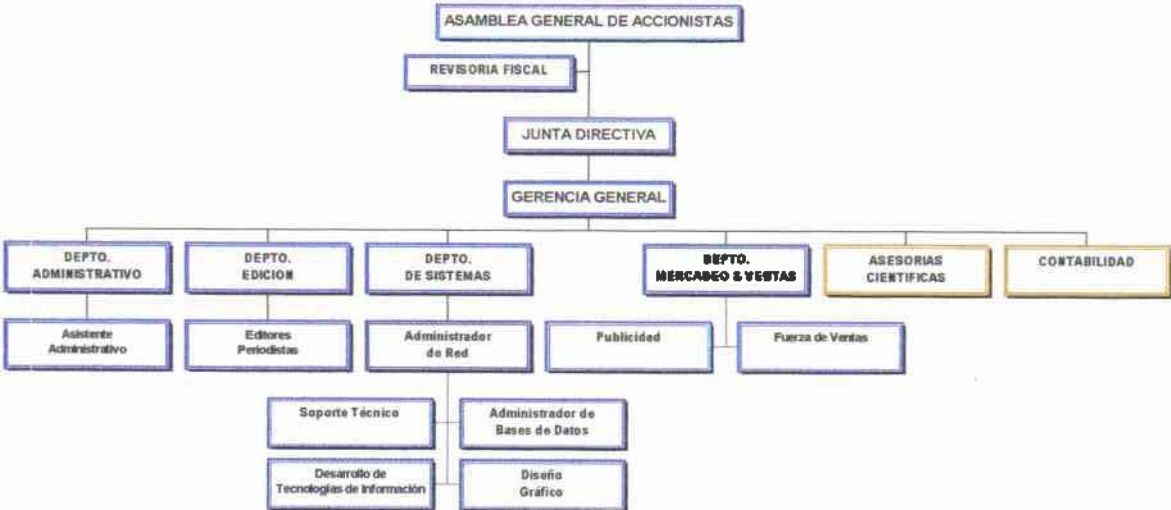 ASAMBLEA GENERAL DE ACCIONISTAS
REVISORIA FISCAL
JUNTA DIRECTIVA
GERENCIA GENERAL
DEPTO.
ADMINISTRATIVO
DEPTO.
EDICION
DEPTO.
DE SISTEMAS
DEPTO.
MERCADEO & VENTAS
ASESORIAS
CIENTIFICAS
CONTABILIDAD
Asistente
Administrativo
Editores
Periodistas
Administrador
de Red
Publicidad
Fuerza de Ventas
Soporte Técnico
Administrador de
Bases de Datos
Desarrollo de
Tecnologías de Información
Diseño
Gráfico